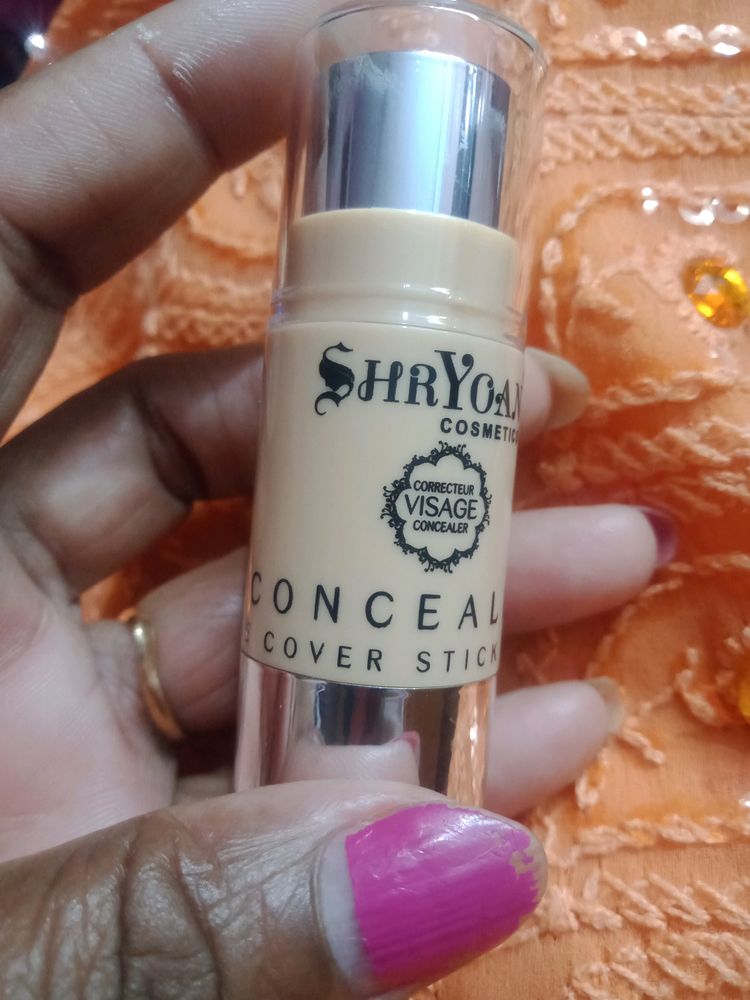 SHRYOAN
COSMETICS
CORRECTEUR
VISAGE
CONCEALER
CONCEAL
COVER STICK